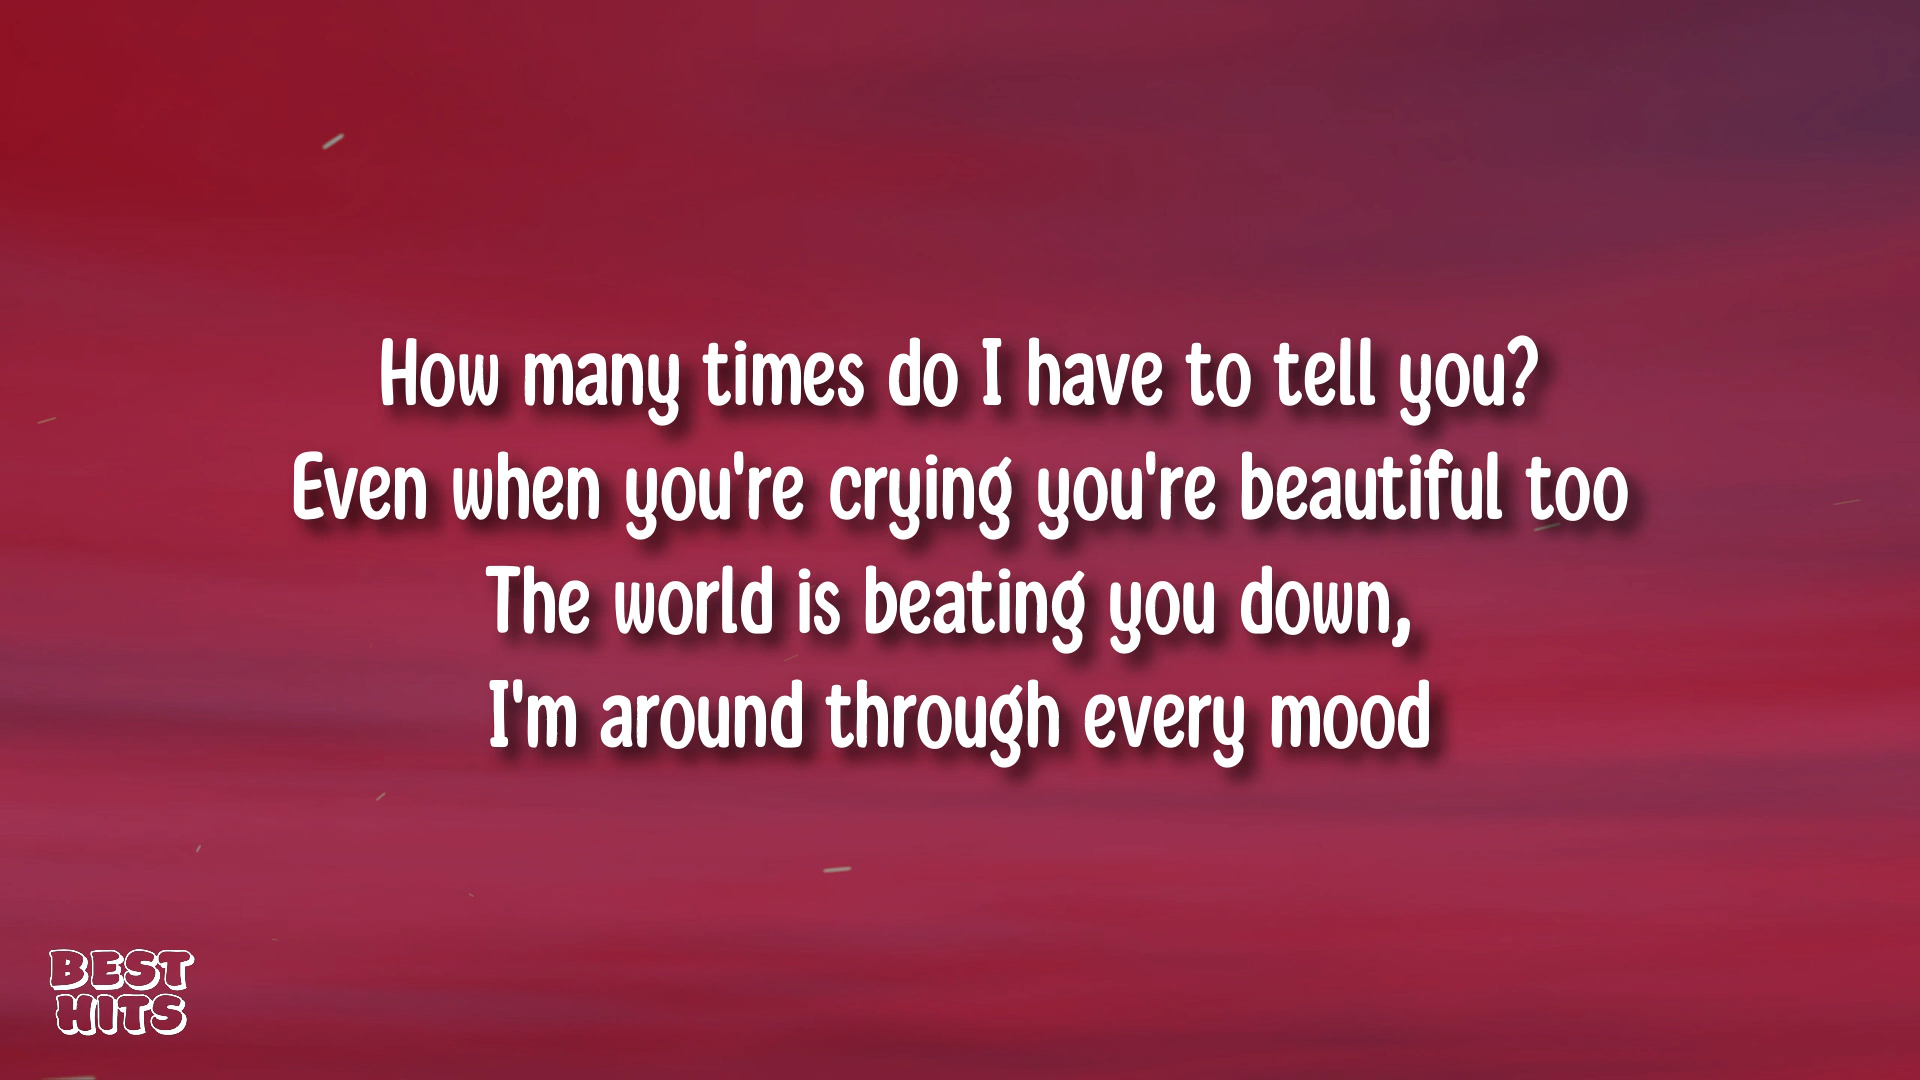 How many times do I have to tell you?
Even when you're crying you're beautiful too
The world is beating you down,
I'm around through every mood
BEST
HITS